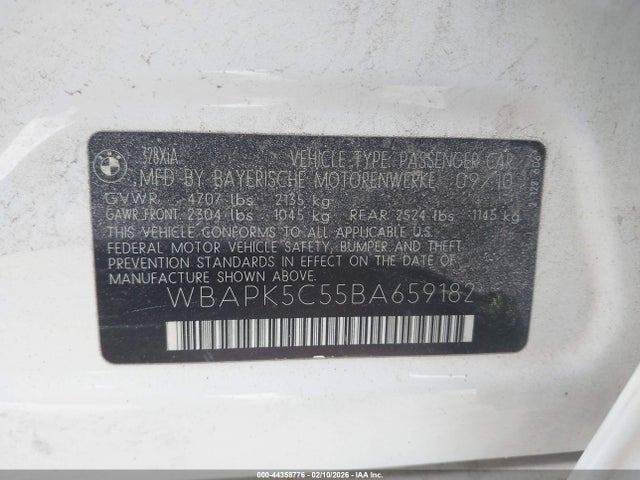 BMW
328XiA VEHICLE TYPE: PASSENGER CAR
MFD BY BAYERISCHE MOTORENWERKE 09/10
GVWR 4707 lbs 2135 kg
GAWR FRONT 2304 lbs 1045 kg REAR 2524 lbs 1145 kg
THIS VEHICLE CONFORMS TO ALL APPLICABLE U.S.
FEDERAL MOTOR VEHICLE SAFETY, BUMPER AND THEFT
PREVENTION STANDARDS IN EFFECT ON THE DATE OF
MANUFACTURE SHOWN ABOVE.
WBAPK5C55BA659182
000-44358776 - 02/10/2026 - IAA Inc.